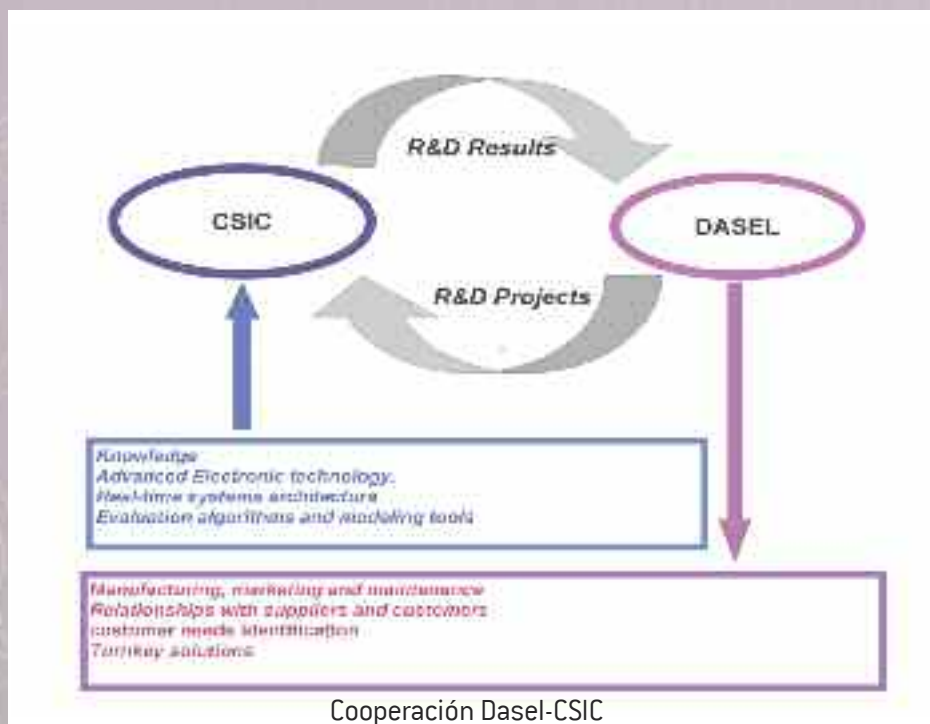 R&D Results
CSIC
DASEL
R&D Projects
Knowledge
Advanced Electronic technology.
Real-time systems architecture
Evaluation algorithms and modeling tools
Manufacturing, marketing and maintenance
Relationships with suppliers and customers
customer needs identification
Turnkey solutions
Cooperación Dasel-CSIC